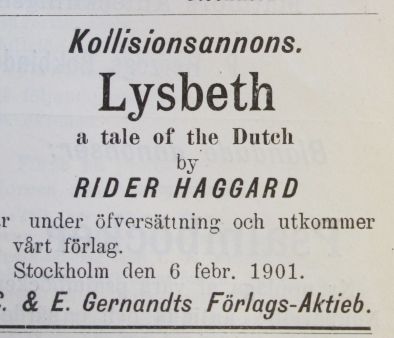 Kollisionsannons.
Lysbeth
a tale of the Dutch
by
RIDER HAGGARD
under öfversättning och utkommer
vårt förlag.
Stockholm den 6 febr. 1901.
& E. Gernandts Förlags-Aktieb.